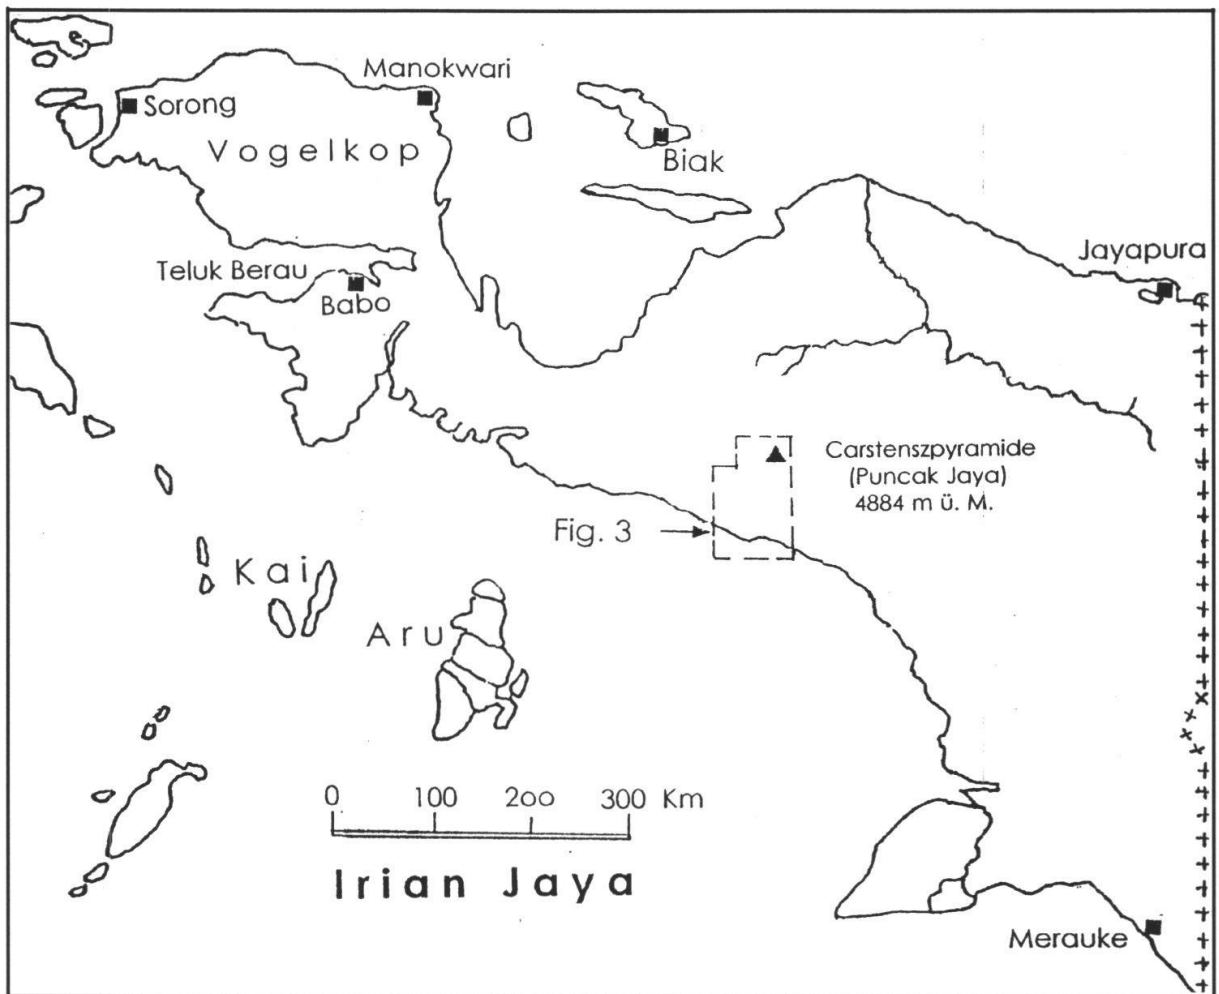 Manokwari
Sorong
Vogelkop
Biak
Jayapura
Teluk Berau
Babo
Carstenszpyramide
(Puncak Jaya)
4884 m ü. M.
Fig. 3
Kai
Aru
0 100 200 300 Km
Irian Jaya
Merauke